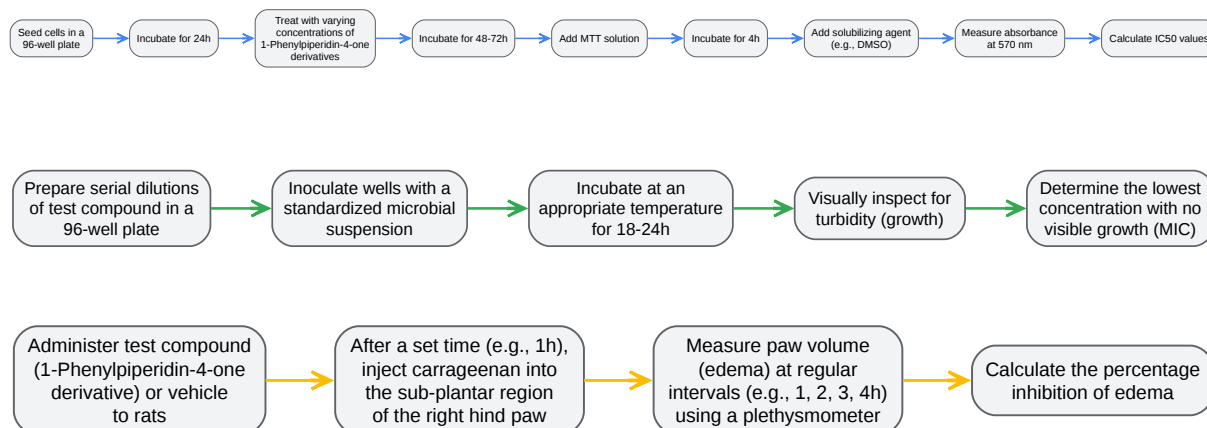 Seed cells in a
96-well plate
Incubate for 24h
Treat with varying
concentrations of
1-Phenylpiperidin-4-one
derivatives
Incubate for 48-72h
Add MTT solution
Incubate for 4h
Add solubilizing agent
(e.g., DMSO)
Measure absorbance
at 570 nm
Calculate IC50 values
Prepare serial dilutions
of test compound in a
96-well plate
Inoculate wells with a
standardized microbial
suspension
Incubate at an
appropriate temperature
for 18-24h
Visually inspect for
turbidity (growth)
Determine the lowest
concentration with no
visible growth (MIC)
Administer test compound
(1-Phenylpiperidin-4-one
derivative) or vehicle
to rats
After a set time (e.g., 1h),
inject carrageenan into
the sub-plantar region
of the right hind paw
Measure paw volume
(edema) at regular
intervals (e.g., 1, 2, 3, 4h)
using a plethysmometer
Calculate the percentage
inhibition of edema